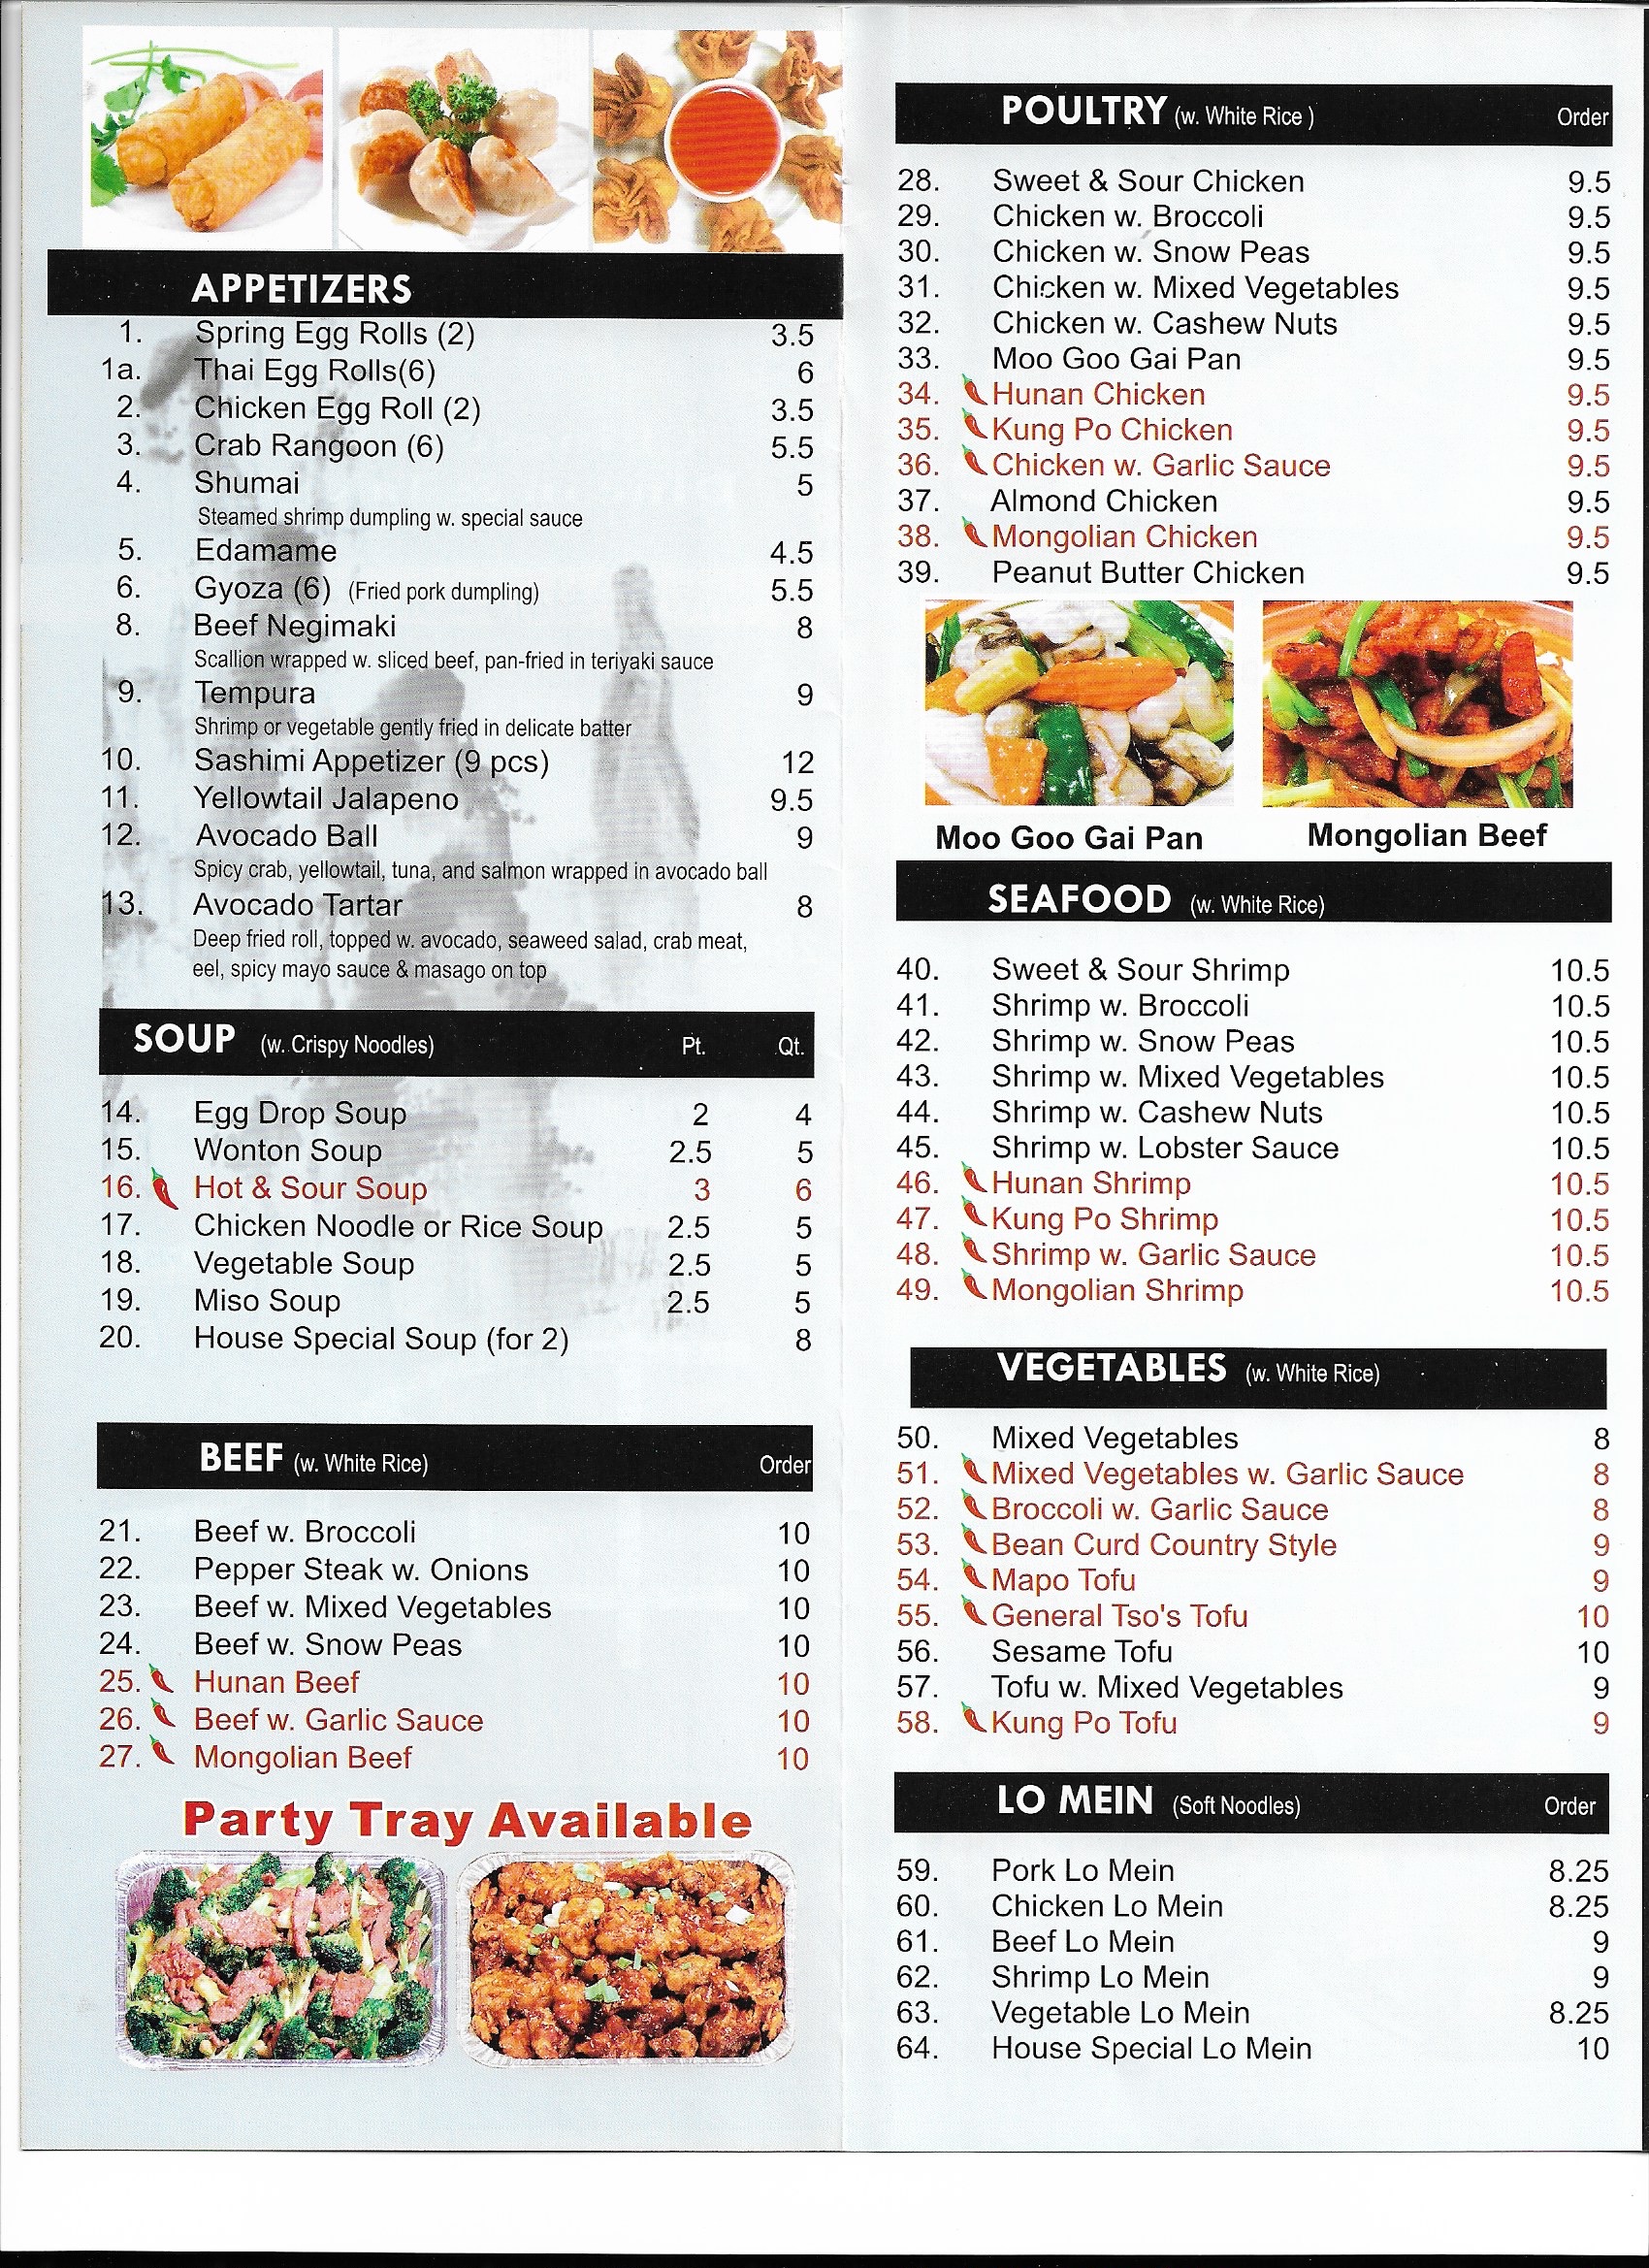 APPETIZERS
1. Spring Egg Rolls (2) 3.5
1a. Thai Egg Rolls(6) 6
2. Chicken Egg Roll (2) 3.5
3. Crab Rangoon (6) 5.5
4. Shumai 5
Steamed shrimp dumpling w. special sauce
5. Edamame 4.5
6. Gyoza (6) (Fried pork dumpling) 5.5
8. Beef Negimaki 8
Scallion wrapped w. sliced beef, pan-fried in teriyaki sauce
9. Tempura 9
Shrimp or vegetable gently fried in delicate batter
10. Sashimi Appetizer (9 pcs) 12
11. Yellowtail Jalapeno 9.5
12. Avocado Ball 9
Spicy crab, yellowtail, tuna, and salmon wrapped in avocado ball
13. Avocado Tartar 8
Deep fried roll, topped w. avocado, seaweed salad, crab meat,
eel, spicy mayo sauce & masago on top
SOUP (w. Crispy Noodles) Pt. Qt.
14. Egg Drop Soup 2 4
15. Wonton Soup 2.5 5
16. Hot & Sour Soup 3 6
17. Chicken Noodle or Rice Soup 2.5 5
18. Vegetable Soup 2.5 5
19. Miso Soup 2.5 5
20. House Special Soup (for 2) 8
BEEF (w. White Rice) Order
21. Beef w. Broccoli 10
22. Pepper Steak w. Onions 10
23. Beef w. Mixed Vegetables 10
24. Beef w. Snow Peas 10
25. Hunan Beef 10
26. Beef w. Garlic Sauce 10
27. Mongolian Beef 10
Party Tray Available
POULTRY (w. White Rice ) Order
28. Sweet & Sour Chicken 9.5
29. Chicken w. Broccoli 9.5
30. Chicken w. Snow Peas 9.5
31. Chicken w. Mixed Vegetables 9.5
32. Chicken w. Cashew Nuts 9.5
33. Moo Goo Gai Pan 9.5
34. Hunan Chicken 9.5
35. Kung Po Chicken 9.5
36. Chicken w. Garlic Sauce 9.5
37. Almond Chicken 9.5
38. Mongolian Chicken 9.5
39. Peanut Butter Chicken 9.5
Moo Goo Gai Pan Mongolian Beef
SEAFOOD (w. White Rice)
40. Sweet & Sour Shrimp 10.5
41. Shrimp w. Broccoli 10.5
42. Shrimp w. Snow Peas 10.5
43. Shrimp w. Mixed Vegetables 10.5
44. Shrimp w. Cashew Nuts 10.5
45. Shrimp w. Lobster Sauce 10.5
46. Hunan Shrimp 10.5
47. Kung Po Shrimp 10.5
48. Shrimp w. Garlic Sauce 10.5
49. Mongolian Shrimp 10.5
VEGETABLES (w. White Rice)
50. Mixed Vegetables 8
51. Mixed Vegetables w. Garlic Sauce 8
52. Broccoli w. Garlic Sauce 8
53. Bean Curd Country Style 9
54. Mapo Tofu 9
55. General Tso's Tofu 10
56. Sesame Tofu 10
57. Tofu w. Mixed Vegetables 9
58. Kung Po Tofu 9
LO MEIN (Soft Noodles) Order
59. Pork Lo Mein 8.25
60. Chicken Lo Mein 8.25
61. Beef Lo Mein 9
62. Shrimp Lo Mein 9
63. Vegetable Lo Mein 8.25
64. House Special Lo Mein 10